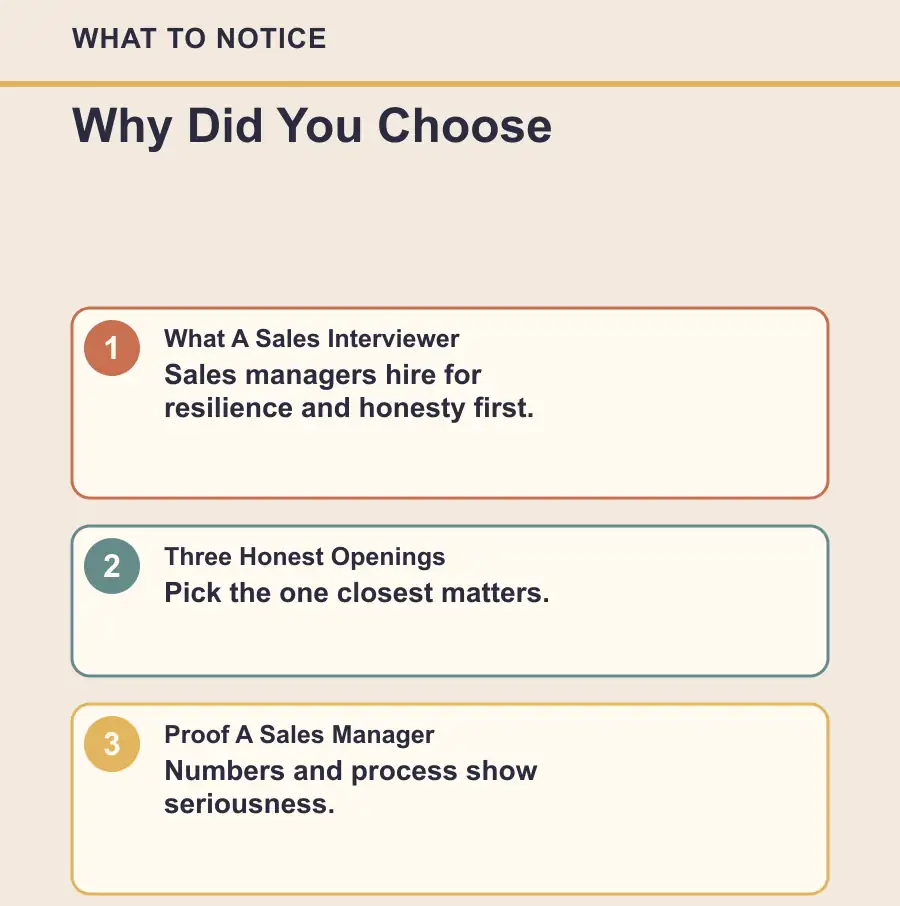 WHAT TO NOTICE
Why Did You Choose
1
What A Sales Interviewer
Sales managers hire for
resilience and honesty first.
2
Three Honest Openings
Pick the one closest matters.
3
Proof A Sales Manager
Numbers and process show
seriousness.